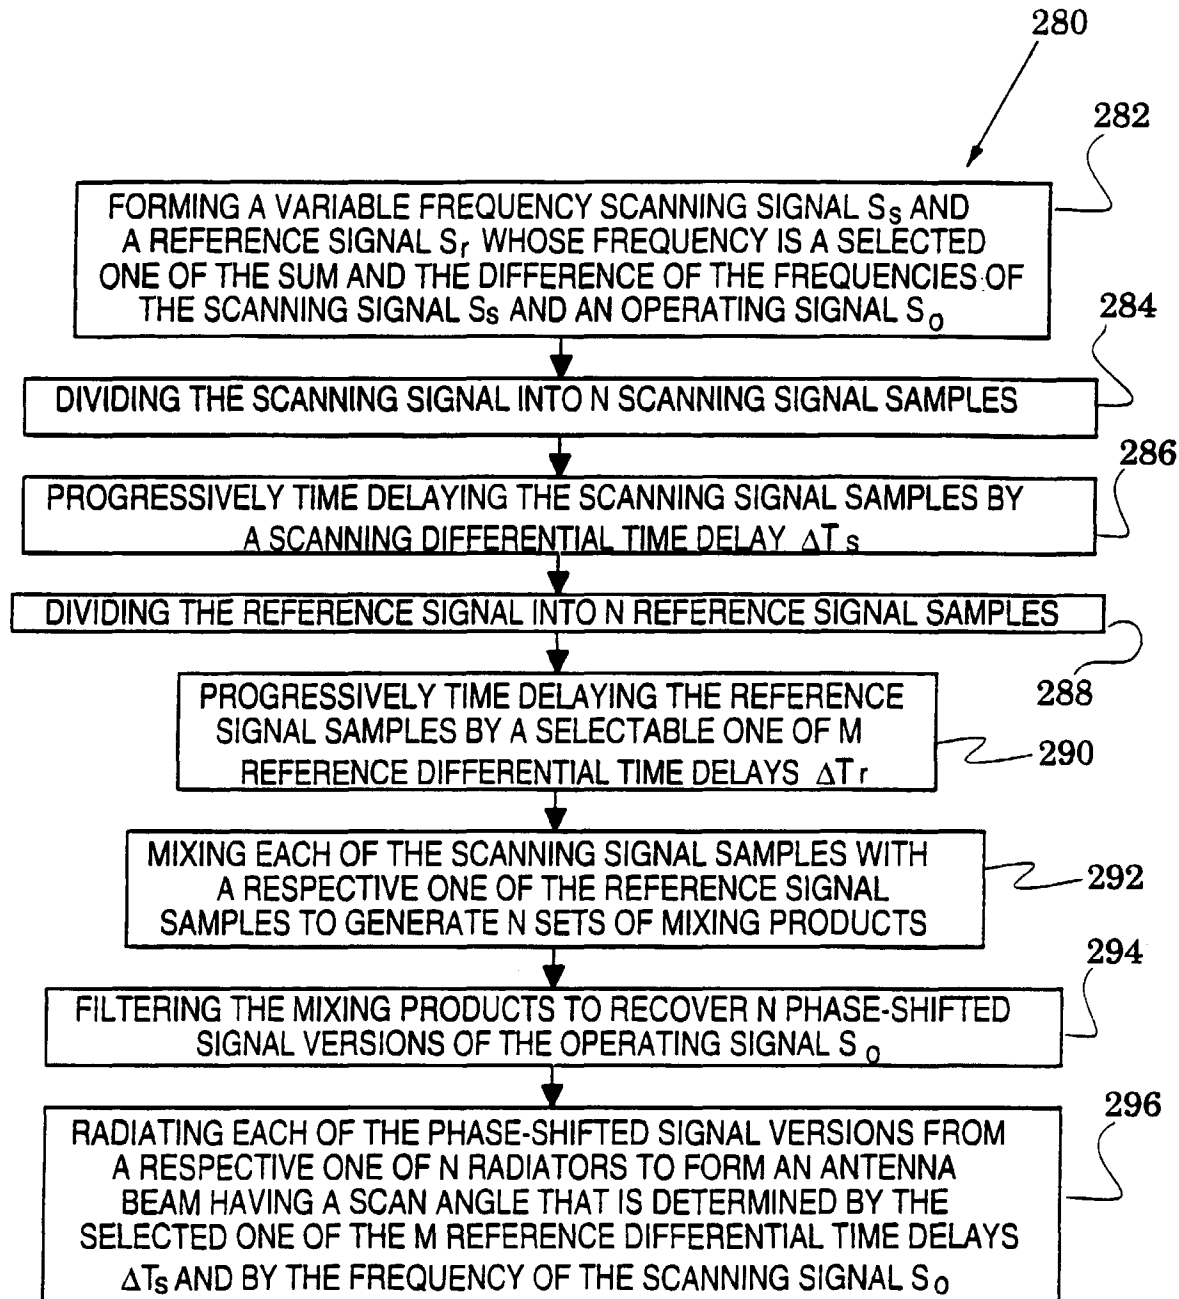 280
282
FORMING A VARIABLE FREQUENCY SCANNING SIGNAL Ss AND
A REFERENCE SIGNAL Sr WHOSE FREQUENCY IS A SELECTED
ONE OF THE SUM AND THE DIFFERENCE OF THE FREQUENCIES OF
THE SCANNING SIGNAL Ss AND AN OPERATING SIGNAL So
284
DIVIDING THE SCANNING SIGNAL INTO N SCANNING SIGNAL SAMPLES
286
PROGRESSIVELY TIME DELAYING THE SCANNING SIGNAL SAMPLES BY
A SCANNING DIFFERENTIAL TIME DELAY ΔTs
DIVIDING THE REFERENCE SIGNAL INTO N REFERENCE SIGNAL SAMPLES
288
PROGRESSIVELY TIME DELAYING THE REFERENCE
SIGNAL SAMPLES BY A SELECTABLE ONE OF M
REFERENCE DIFFERENTIAL TIME DELAYS ΔTr
290
MIXING EACH OF THE SCANNING SIGNAL SAMPLES WITH
A RESPECTIVE ONE OF THE REFERENCE SIGNAL
SAMPLES TO GENERATE N SETS OF MIXING PRODUCTS
292
294
FILTERING THE MIXING PRODUCTS TO RECOVER N PHASE-SHIFTED
SIGNAL VERSIONS OF THE OPERATING SIGNAL So
296
RADIATING EACH OF THE PHASE-SHIFTED SIGNAL VERSIONS FROM
A RESPECTIVE ONE OF N RADIATORS TO FORM AN ANTENNA
BEAM HAVING A SCAN ANGLE THAT IS DETERMINED BY THE
SELECTED ONE OF THE M REFERENCE DIFFERENTIAL TIME DELAYS
ΔTs AND BY THE FREQUENCY OF THE SCANNING SIGNAL So